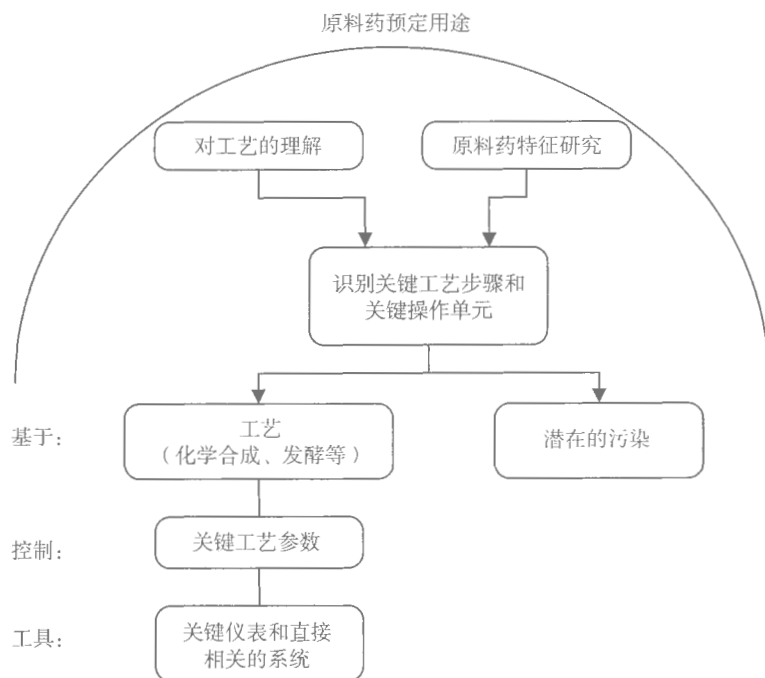 原料药预定用途
对工艺的理解
原料药特征研究
识别关键工艺步骤和
关键操作单元
基于：
工艺
（化学合成、发酵等）
潜在的污染
控制：
关键工艺参数
工具：
关键仪表和直接
相关的系统